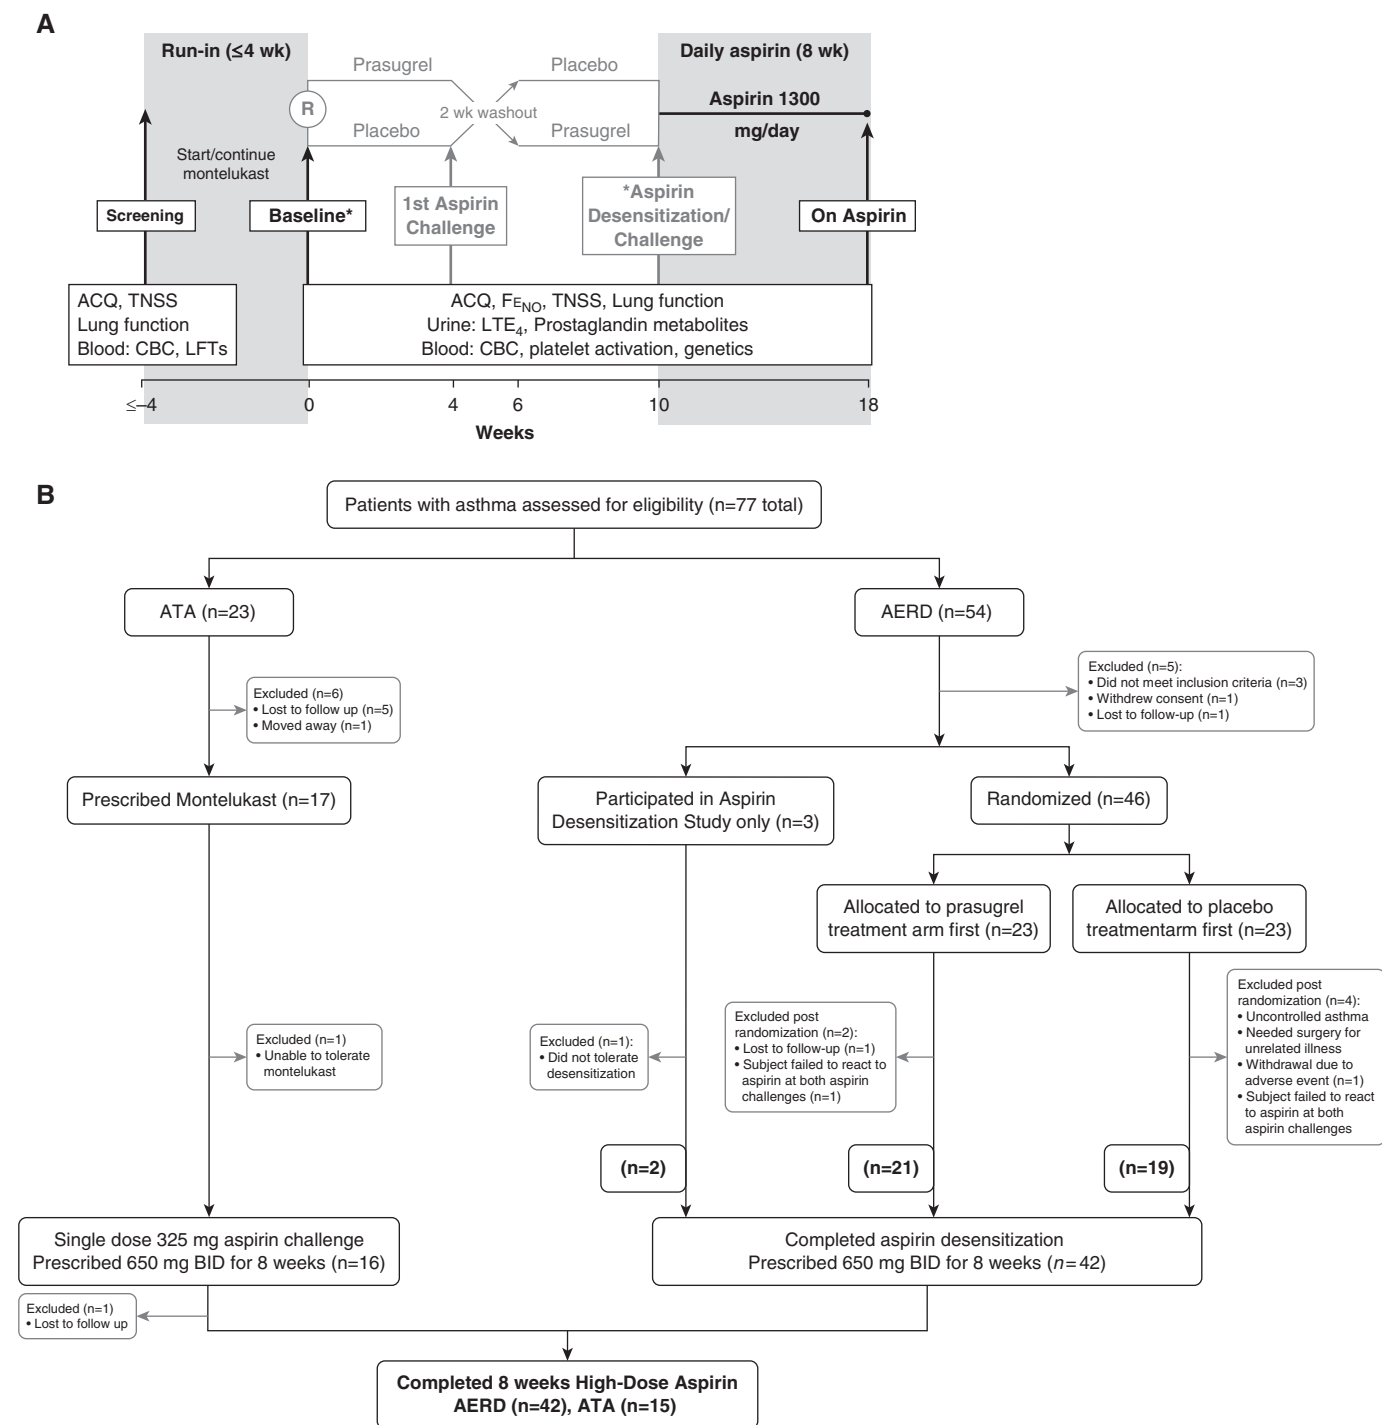 A
Run-in (≤4 wk)
Daily aspirin (8 wk)
Prasugrel
Placebo
R
2 wk washout
Aspirin 1300
mg/day
Placebo
Prasugrel
Start/continue
montelukast
Screening
Baseline*
1st Aspirin
Challenge
*Aspirin
Desensitization/
Challenge
On Aspirin
ACQ, TNSS
Lung function
Blood: CBC, LFTs
ACQ, FENO, TNSS, Lung function
Urine: LTE4, Prostaglandin metabolites
Blood: CBC, platelet activation, genetics
≤–4 0 4 6 10 18
Weeks
B
Patients with asthma assessed for eligibility (n=77 total)
ATA (n=23)
AERD (n=54)
Excluded (n=6)
• Lost to follow up (n=5)
• Moved away (n=1)
Excluded (n=5):
• Did not meet inclusion criteria (n=3)
• Withdrew consent (n=1)
• Lost to follow-up (n=1)
Prescribed Montelukast (n=17)
Participated in Aspirin
Desensitization Study only (n=3)
Randomized (n=46)
Allocated to prasugrel
treatment arm first (n=23)
Allocated to placebo
treatmentarm first (n=23)
Excluded (n=1)
• Unable to tolerate
montelukast
Excluded (n=1):
• Did not tolerate
desensitization
Excluded post
randomization (n=2):
• Lost to follow-up (n=1)
• Subject failed to react to
aspirin at both aspirin
challenges (n=1)
Excluded post
randomization (n=4):
• Uncontrolled asthma
• Needed surgery for
unrelated illness
• Withdrawal due to
adverse event (n=1)
• Subject failed to react
to aspirin at both
aspirin challenges
(n=2)
(n=21)
(n=19)
Single dose 325 mg aspirin challenge
Prescribed 650 mg BID for 8 weeks (n=16)
Completed aspirin desensitization
Prescribed 650 mg BID for 8 weeks (n=42)
Excluded (n=1)
• Lost to follow up
Completed 8 weeks High-Dose Aspirin
AERD (n=42), ATA (n=15)